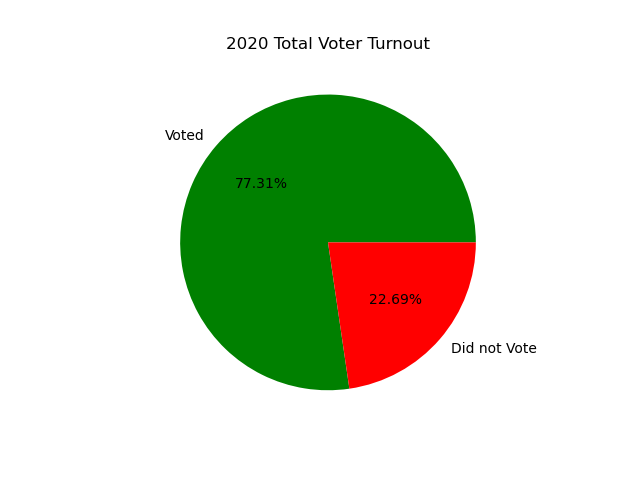 2020 Total Voter Turnout
Voted
77.31%
22.69%
Did not Vote